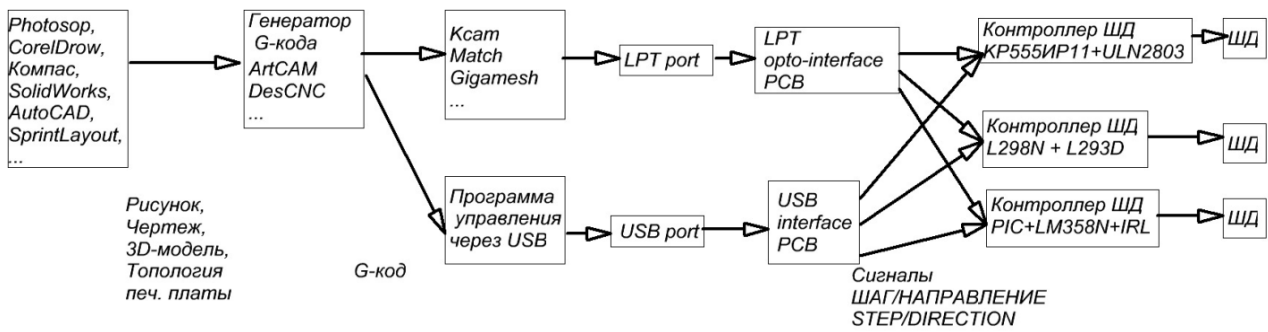 Photosop,
CorelDrow,
Компас,
SolidWorks,
AutoCAD,
SprintLayout,
...
Рисунок,
Чертеж,
3D-модель,
Топология
печ. платы
Генератор
G-кода
ArtCAM
DesCNC
...
G-код
Kcam
Match
Gigamesh
...
Программа
управления
через USB
LPT port
USB port
LPT
opto-interface
PCB
USB
interface
PCB
Сигналы
ШАГ/НАПРАВЛЕНИЕ
STEP/DIRECTION
Контроллер ШД
КР555ИР11+ULN2803
ШД
Контроллер ШД
L298N + L293D
ШД
Контроллер ШД
PIC+LM358N+IRL
ШД